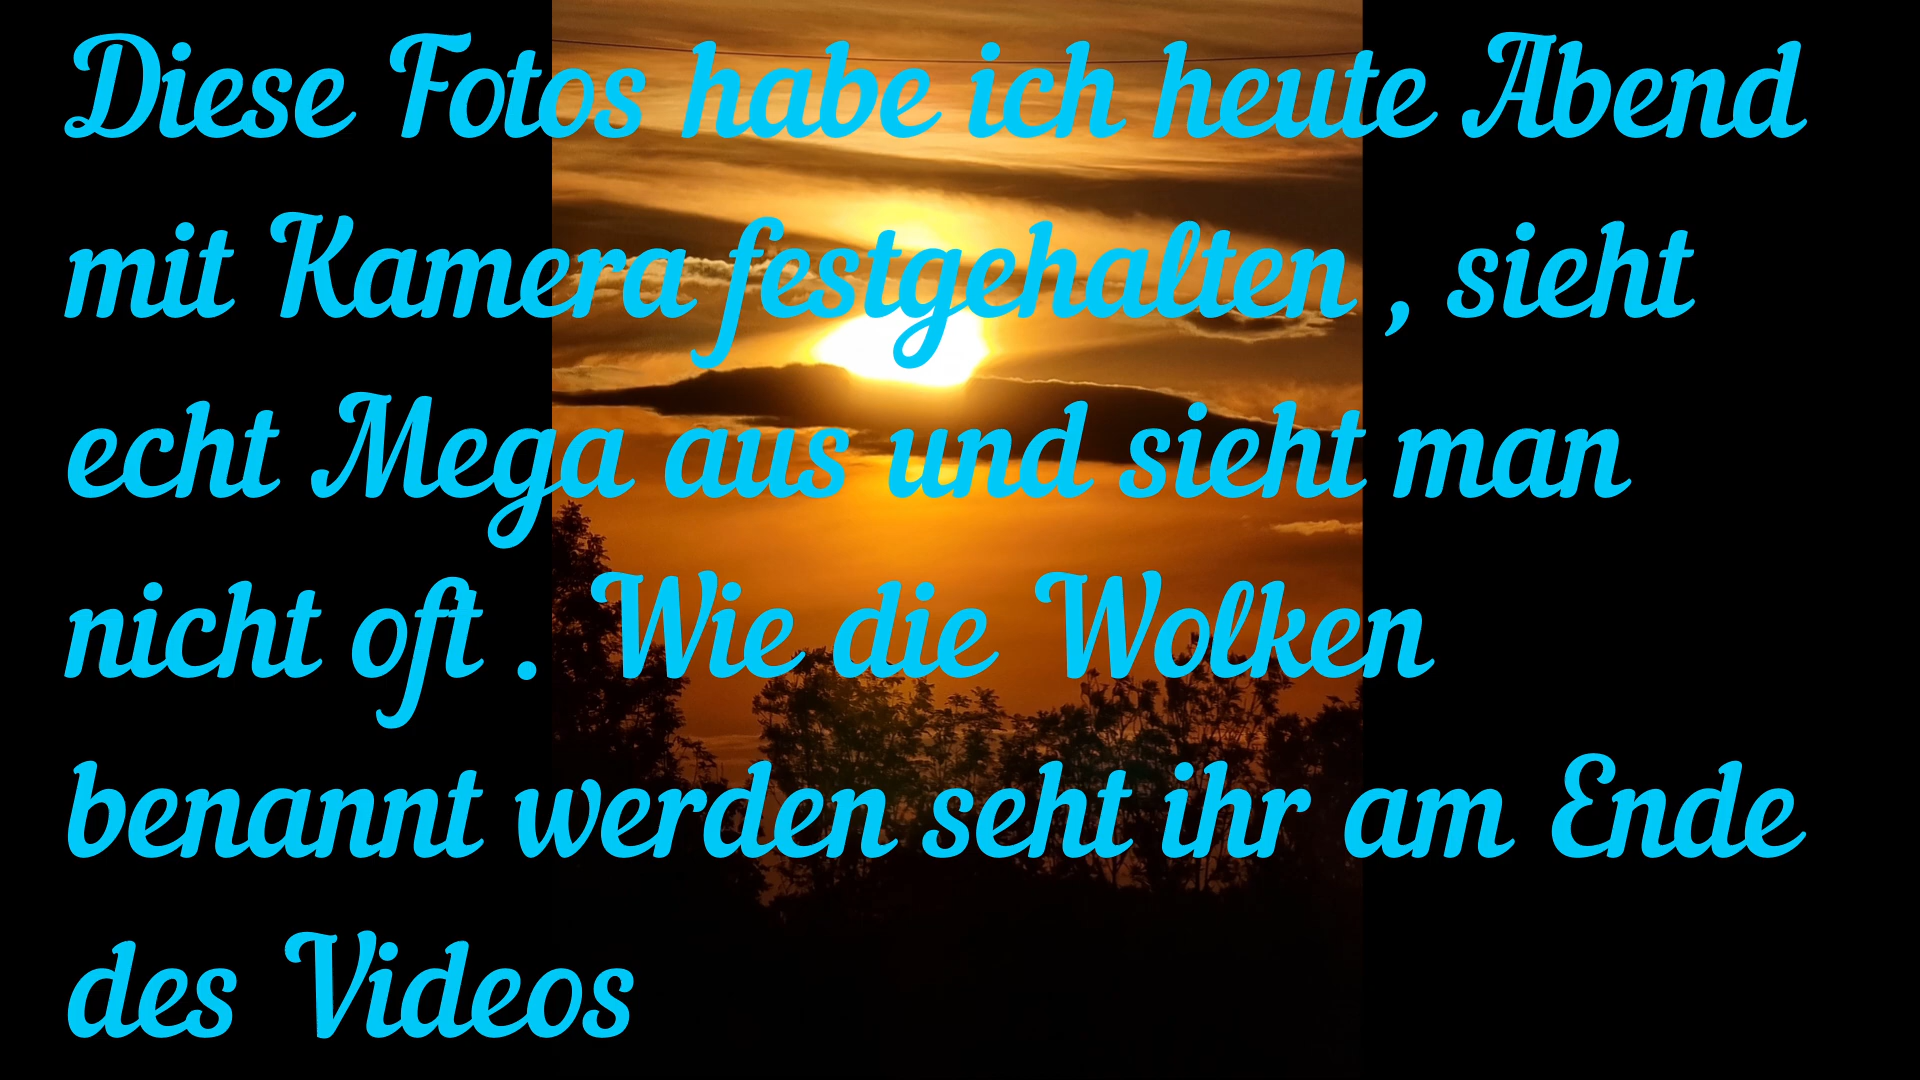 Diese Fotos habe ich heute Abend
mit Kamera festgehalten , sieht
echt Mega aus und sieht man
nicht oft . Wie die Wolken
benannt werden seht ihr am Ende
des Videos